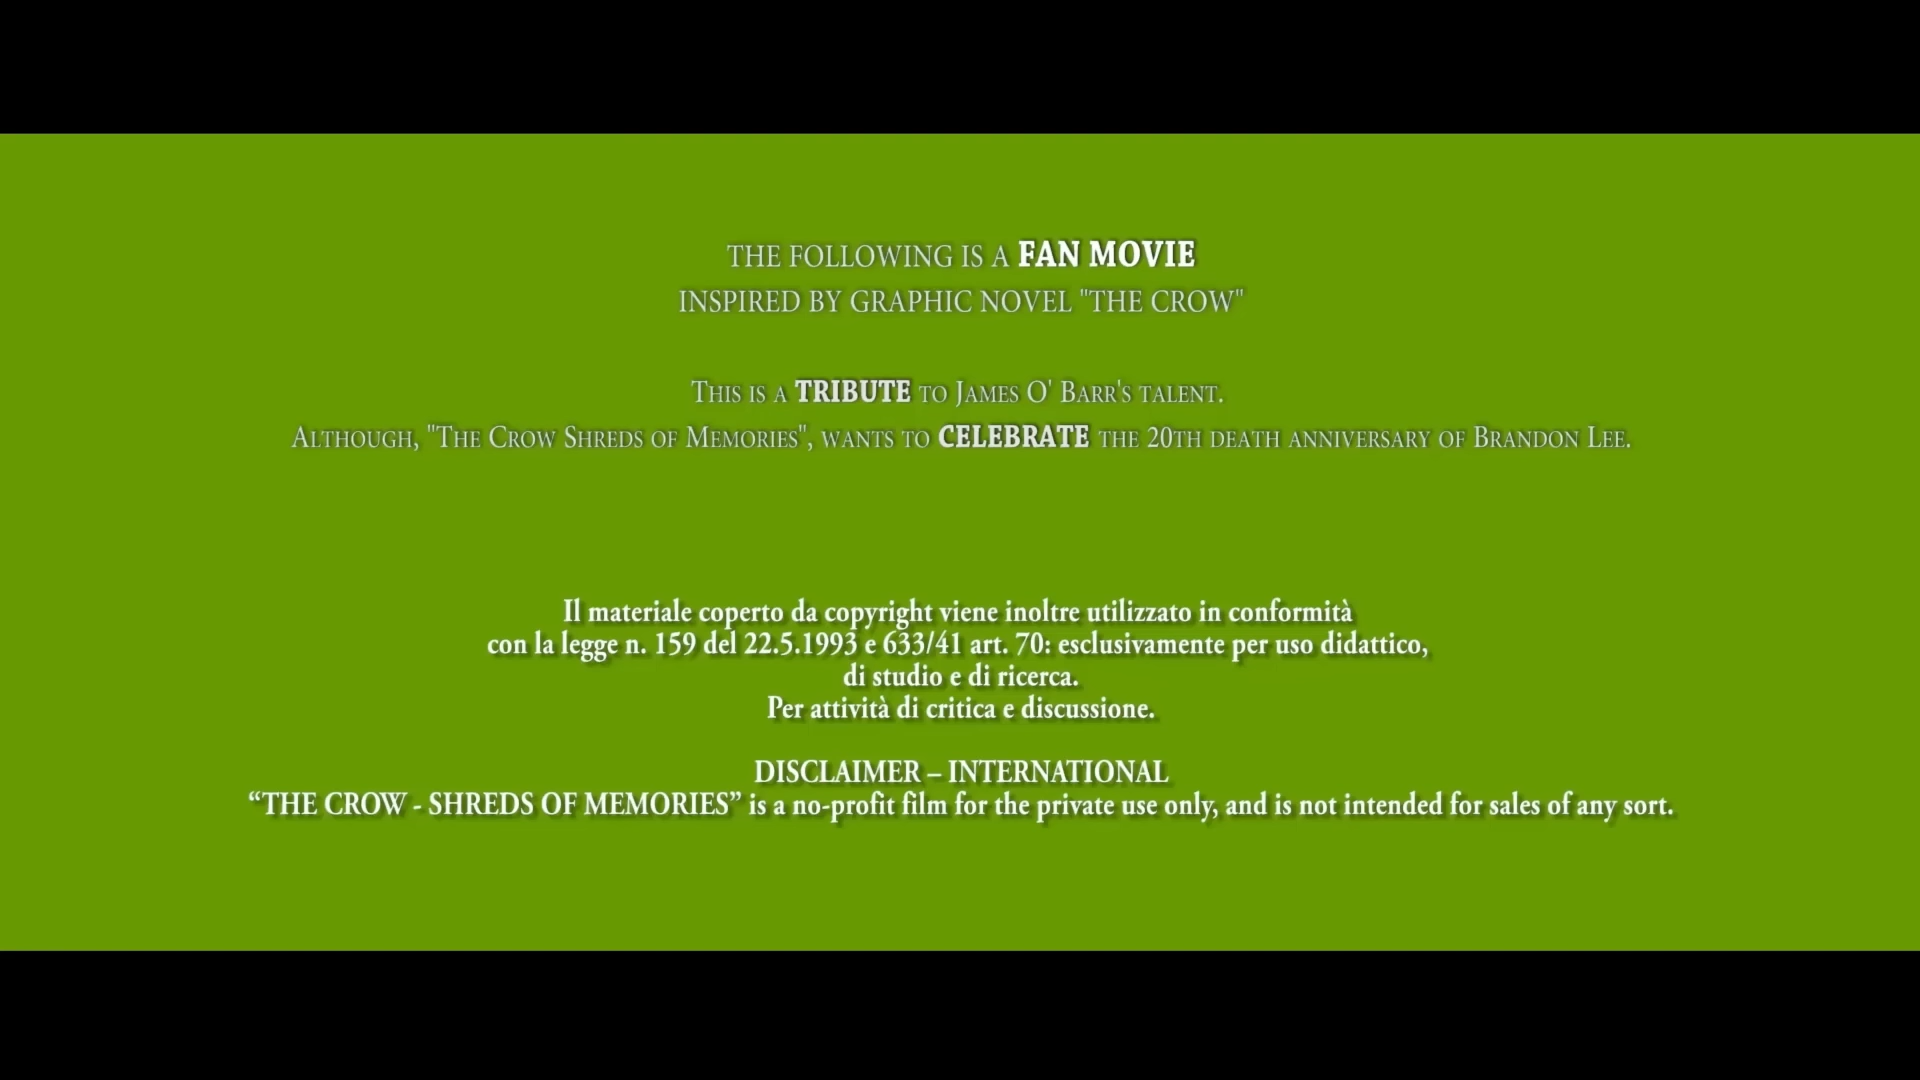 THE FOLLOWING IS A FAN MOVIE
INSPIRED BY GRAPHIC NOVEL "THE CROW"
THIS IS A TRIBUTE TO JAMES O' BARR'S TALENT.
ALTHOUGH, "THE CROW SHREDS OF MEMORIES", WANTS TO CELEBRATE THE 20TH DEATH ANNIVERSARY OF BRANDON LEE.
Il materiale coperto da copyright viene inoltre utilizzato in conformità
con la legge n. 159 del 22.5.1993 e 633/41 art. 70: esclusivamente per uso didattico,
di studio e di ricerca.
Per attività di critica e discussione.
DISCLAIMER – INTERNATIONAL
“THE CROW - SHREDS OF MEMORIES” is a no-profit film for the private use only, and is not intended for sales of any sort.